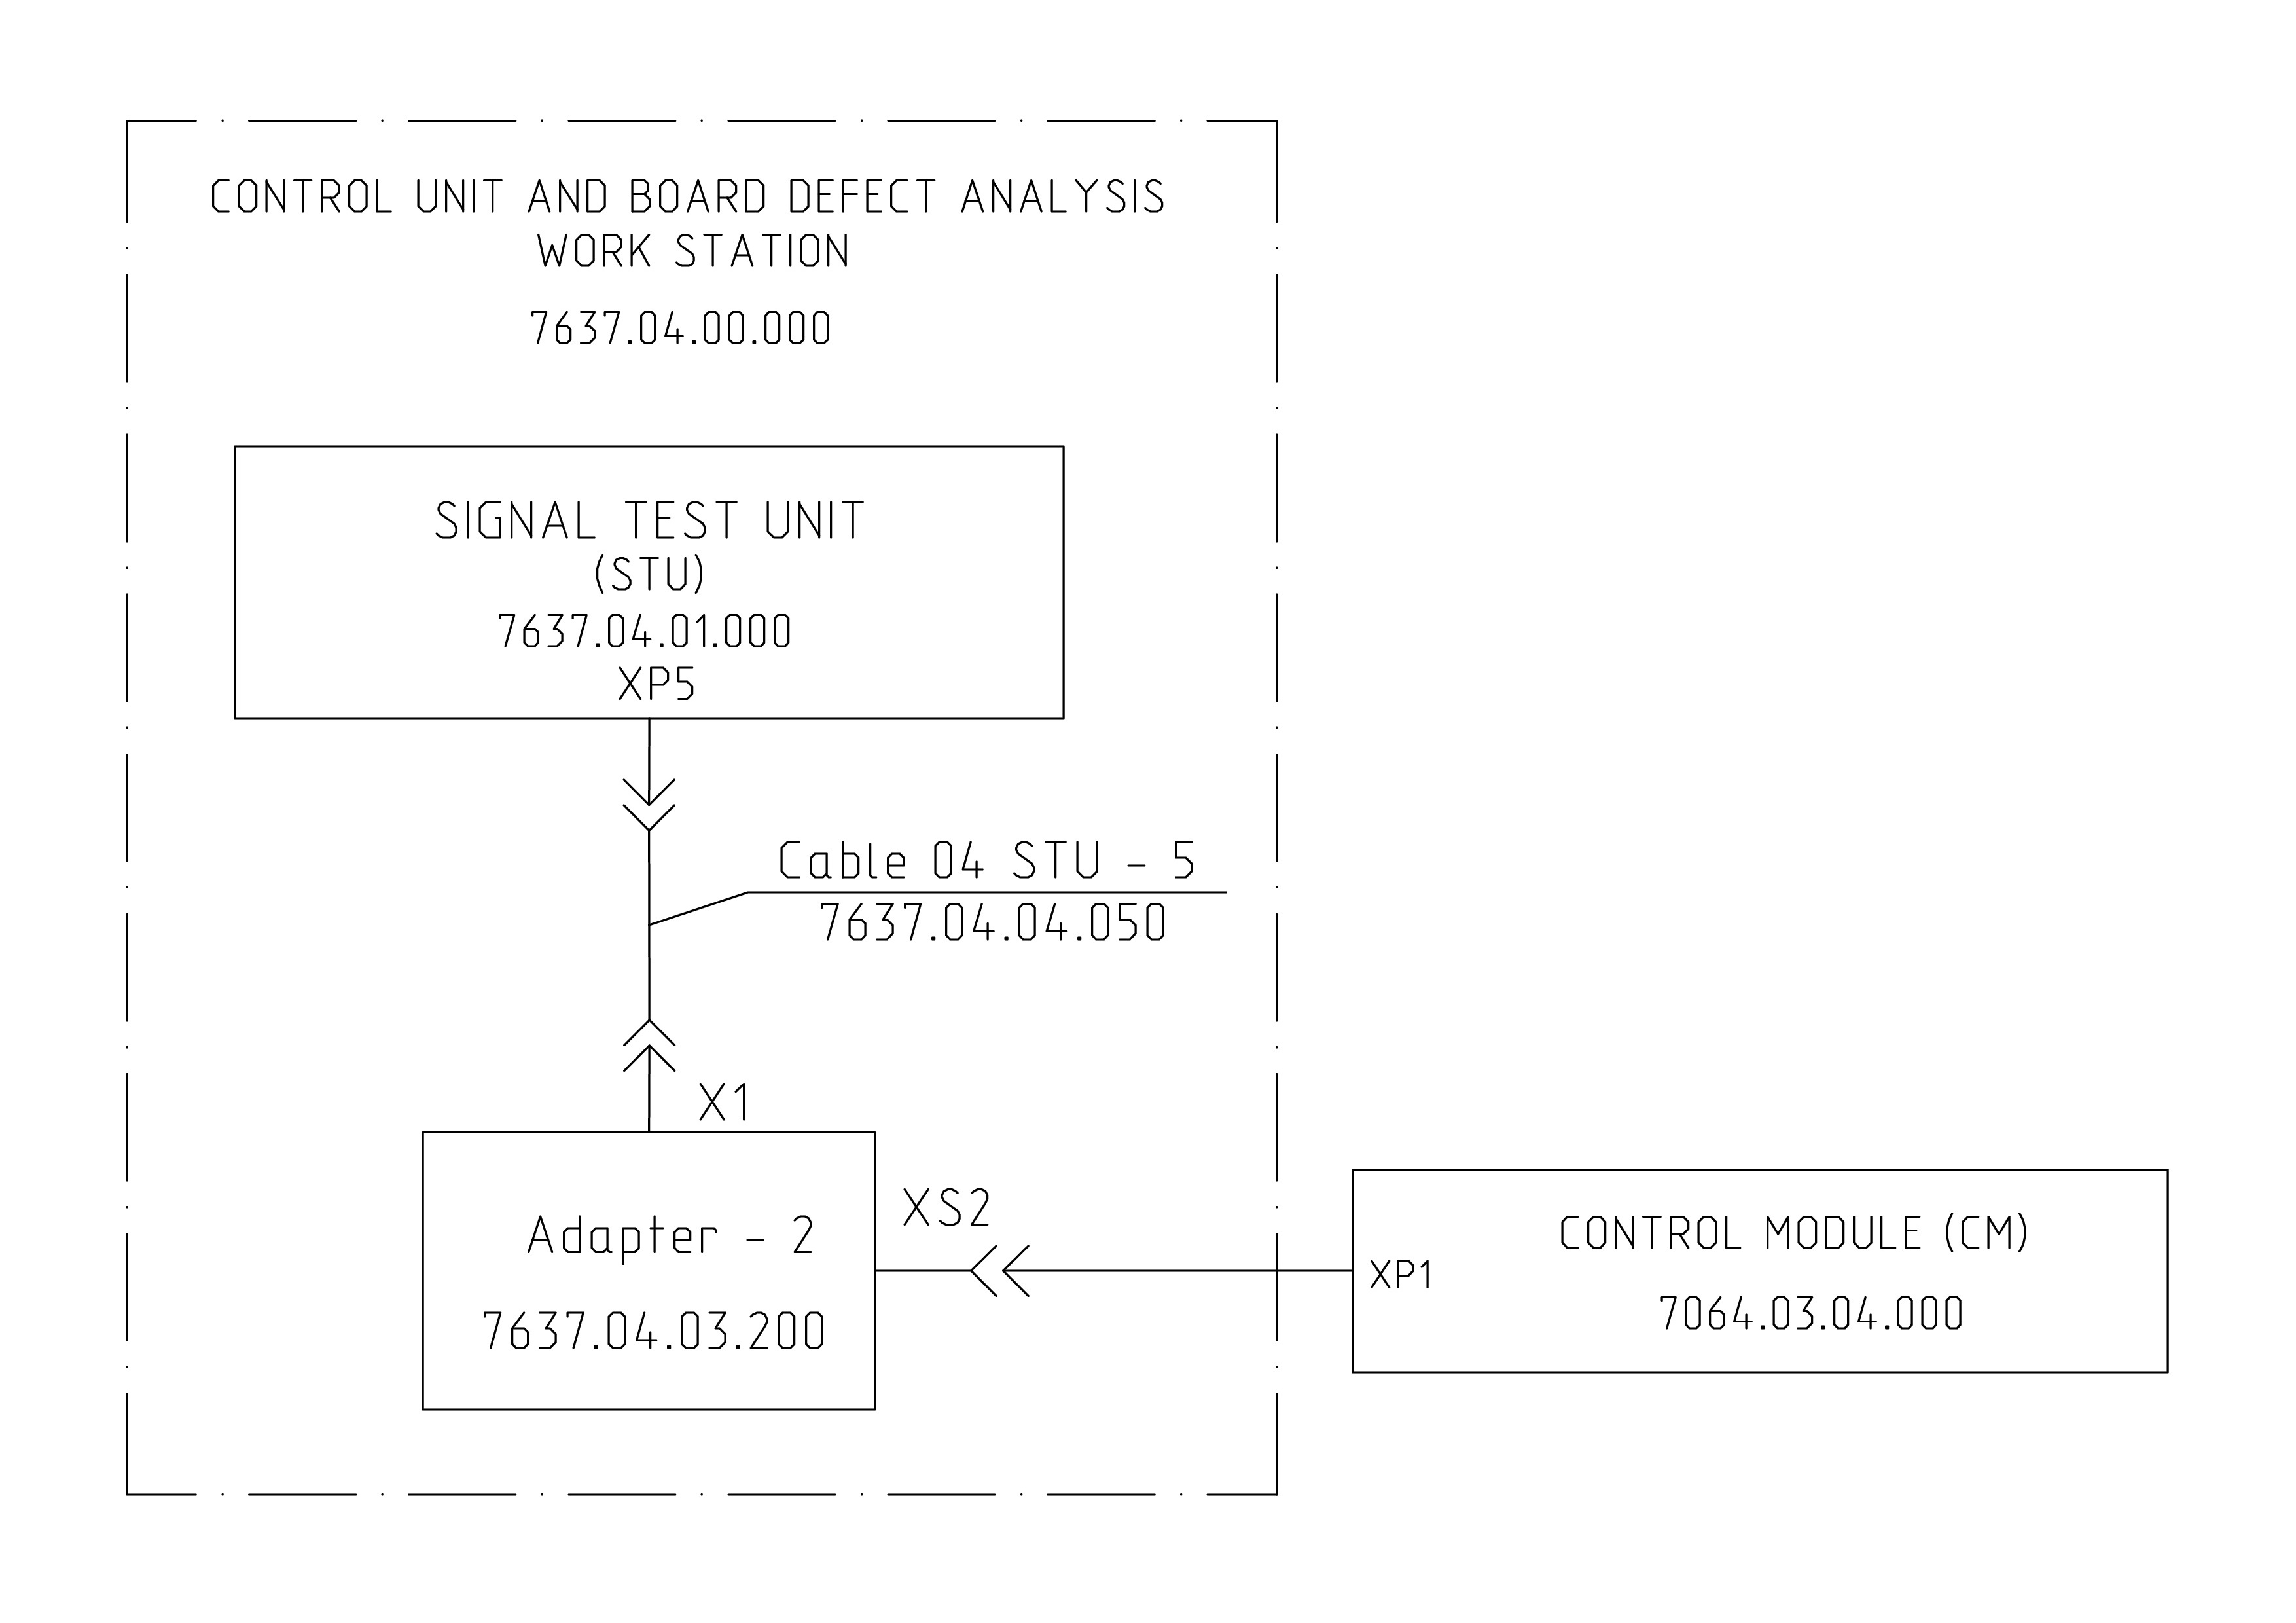 CONTROL UNIT AND BOARD DEFECT ANALYSIS
WORK STATION
7637.04.00.000
SIGNAL TEST UNIT
(STU)
7637.04.01.000
XP5
Cable 04 STU - 5
7637.04.04.050
X1
Adapter - 2
7637.04.03.200
XS2
XP1
CONTROL MODULE (CM)
7064.03.04.000